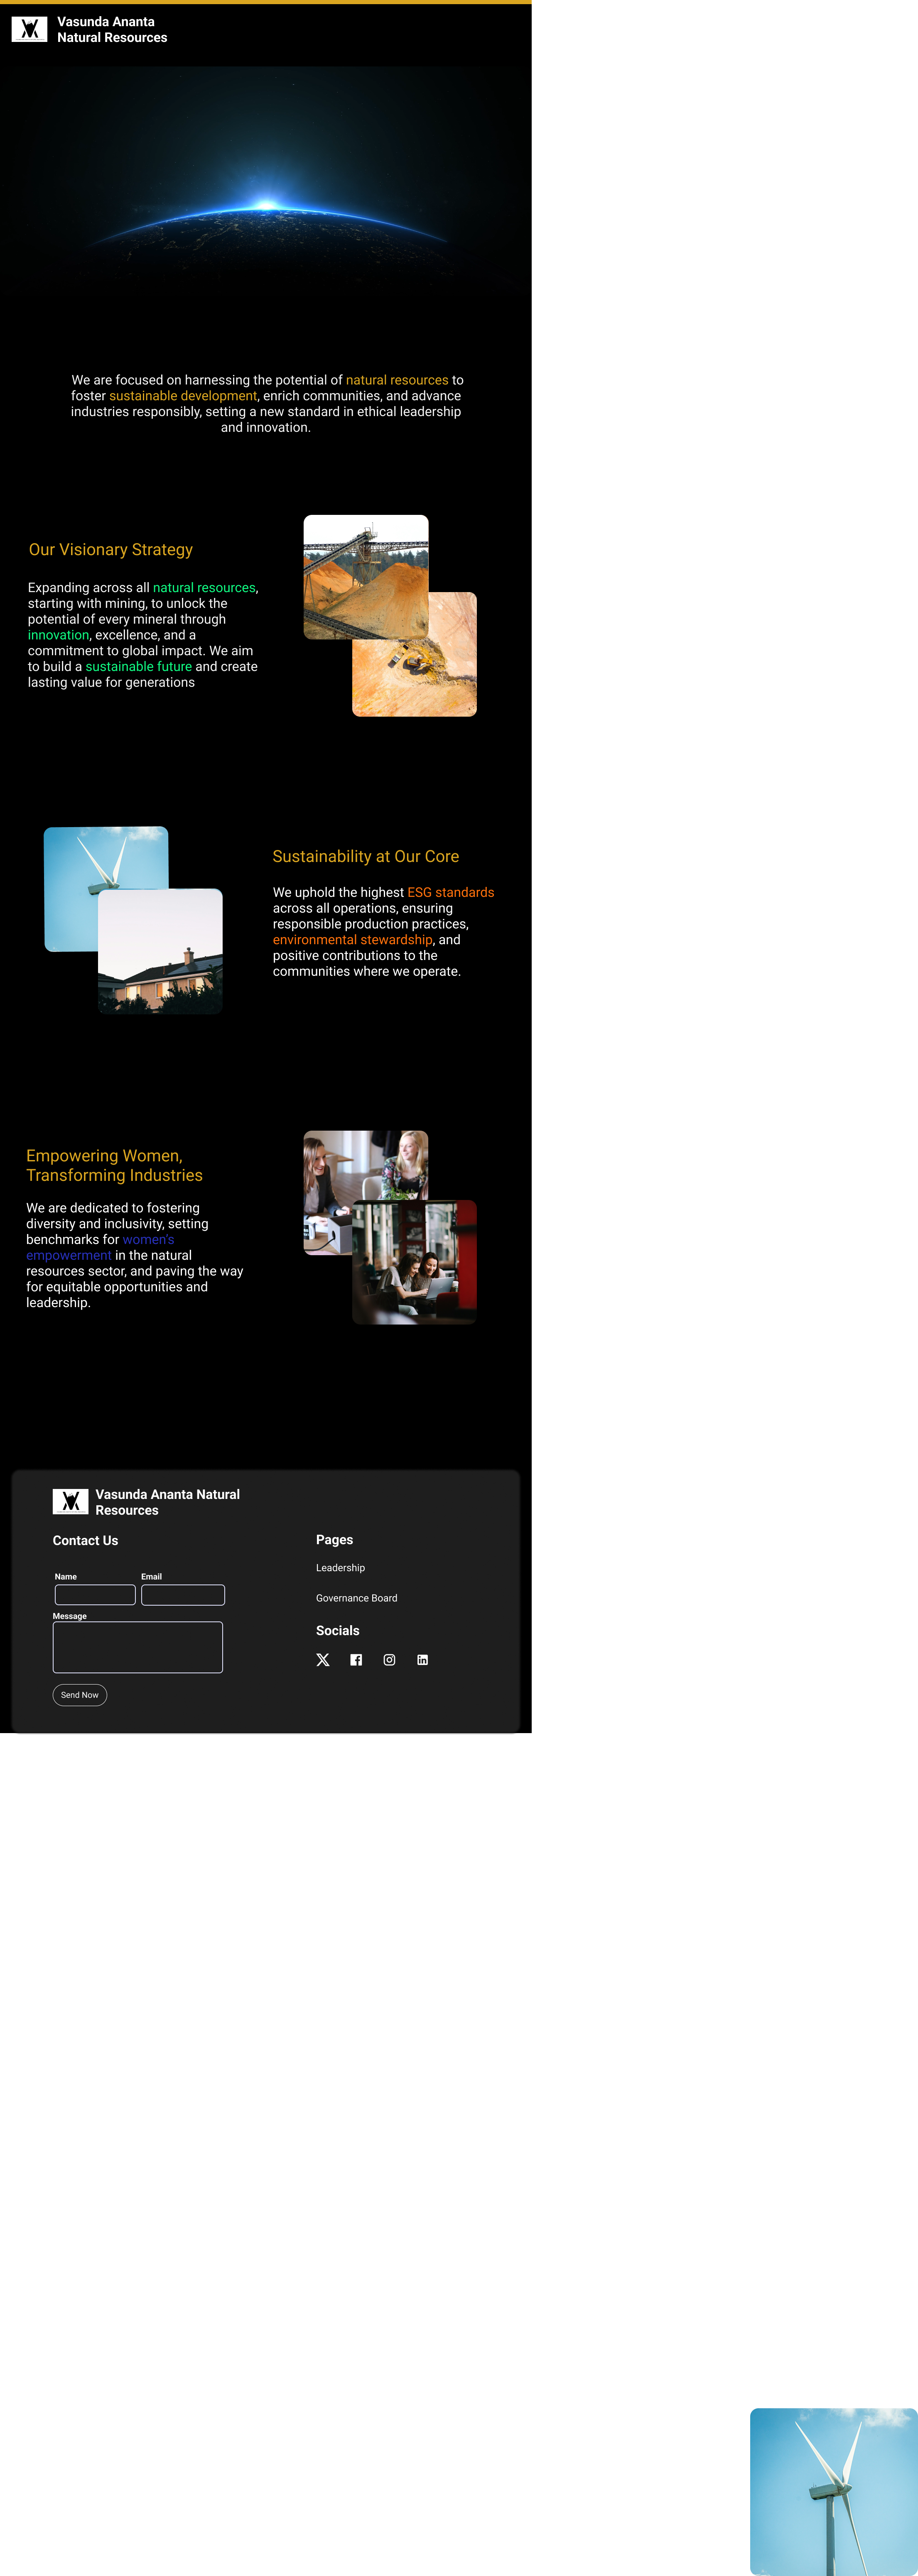 Vasunda Ananta
Natural Resources
We are focused on harnessing the potential of natural resources to
foster sustainable development, enrich communities, and advance
industries responsibly, setting a new standard in ethical leadership
and innovation.
Our Visionary Strategy
Expanding across all natural resources,
starting with mining, to unlock the
potential of every mineral through
innovation, excellence, and a
commitment to global impact. We aim
to build a sustainable future and create
lasting value for generations
Sustainability at Our Core
We uphold the highest ESG standards
across all operations, ensuring
responsible production practices,
environmental stewardship, and
positive contributions to the
communities where we operate.
Empowering Women,
Transforming Industries
We are dedicated to fostering
diversity and inclusivity, setting
benchmarks for women's
empowerment in the natural
resources sector, and paving the way
for equitable opportunities and
leadership.
Vasunda Ananta Natural
Resources
Contact Us
Name
Email
Message
Send Now
Pages
Leadership
Governance Board
Socials